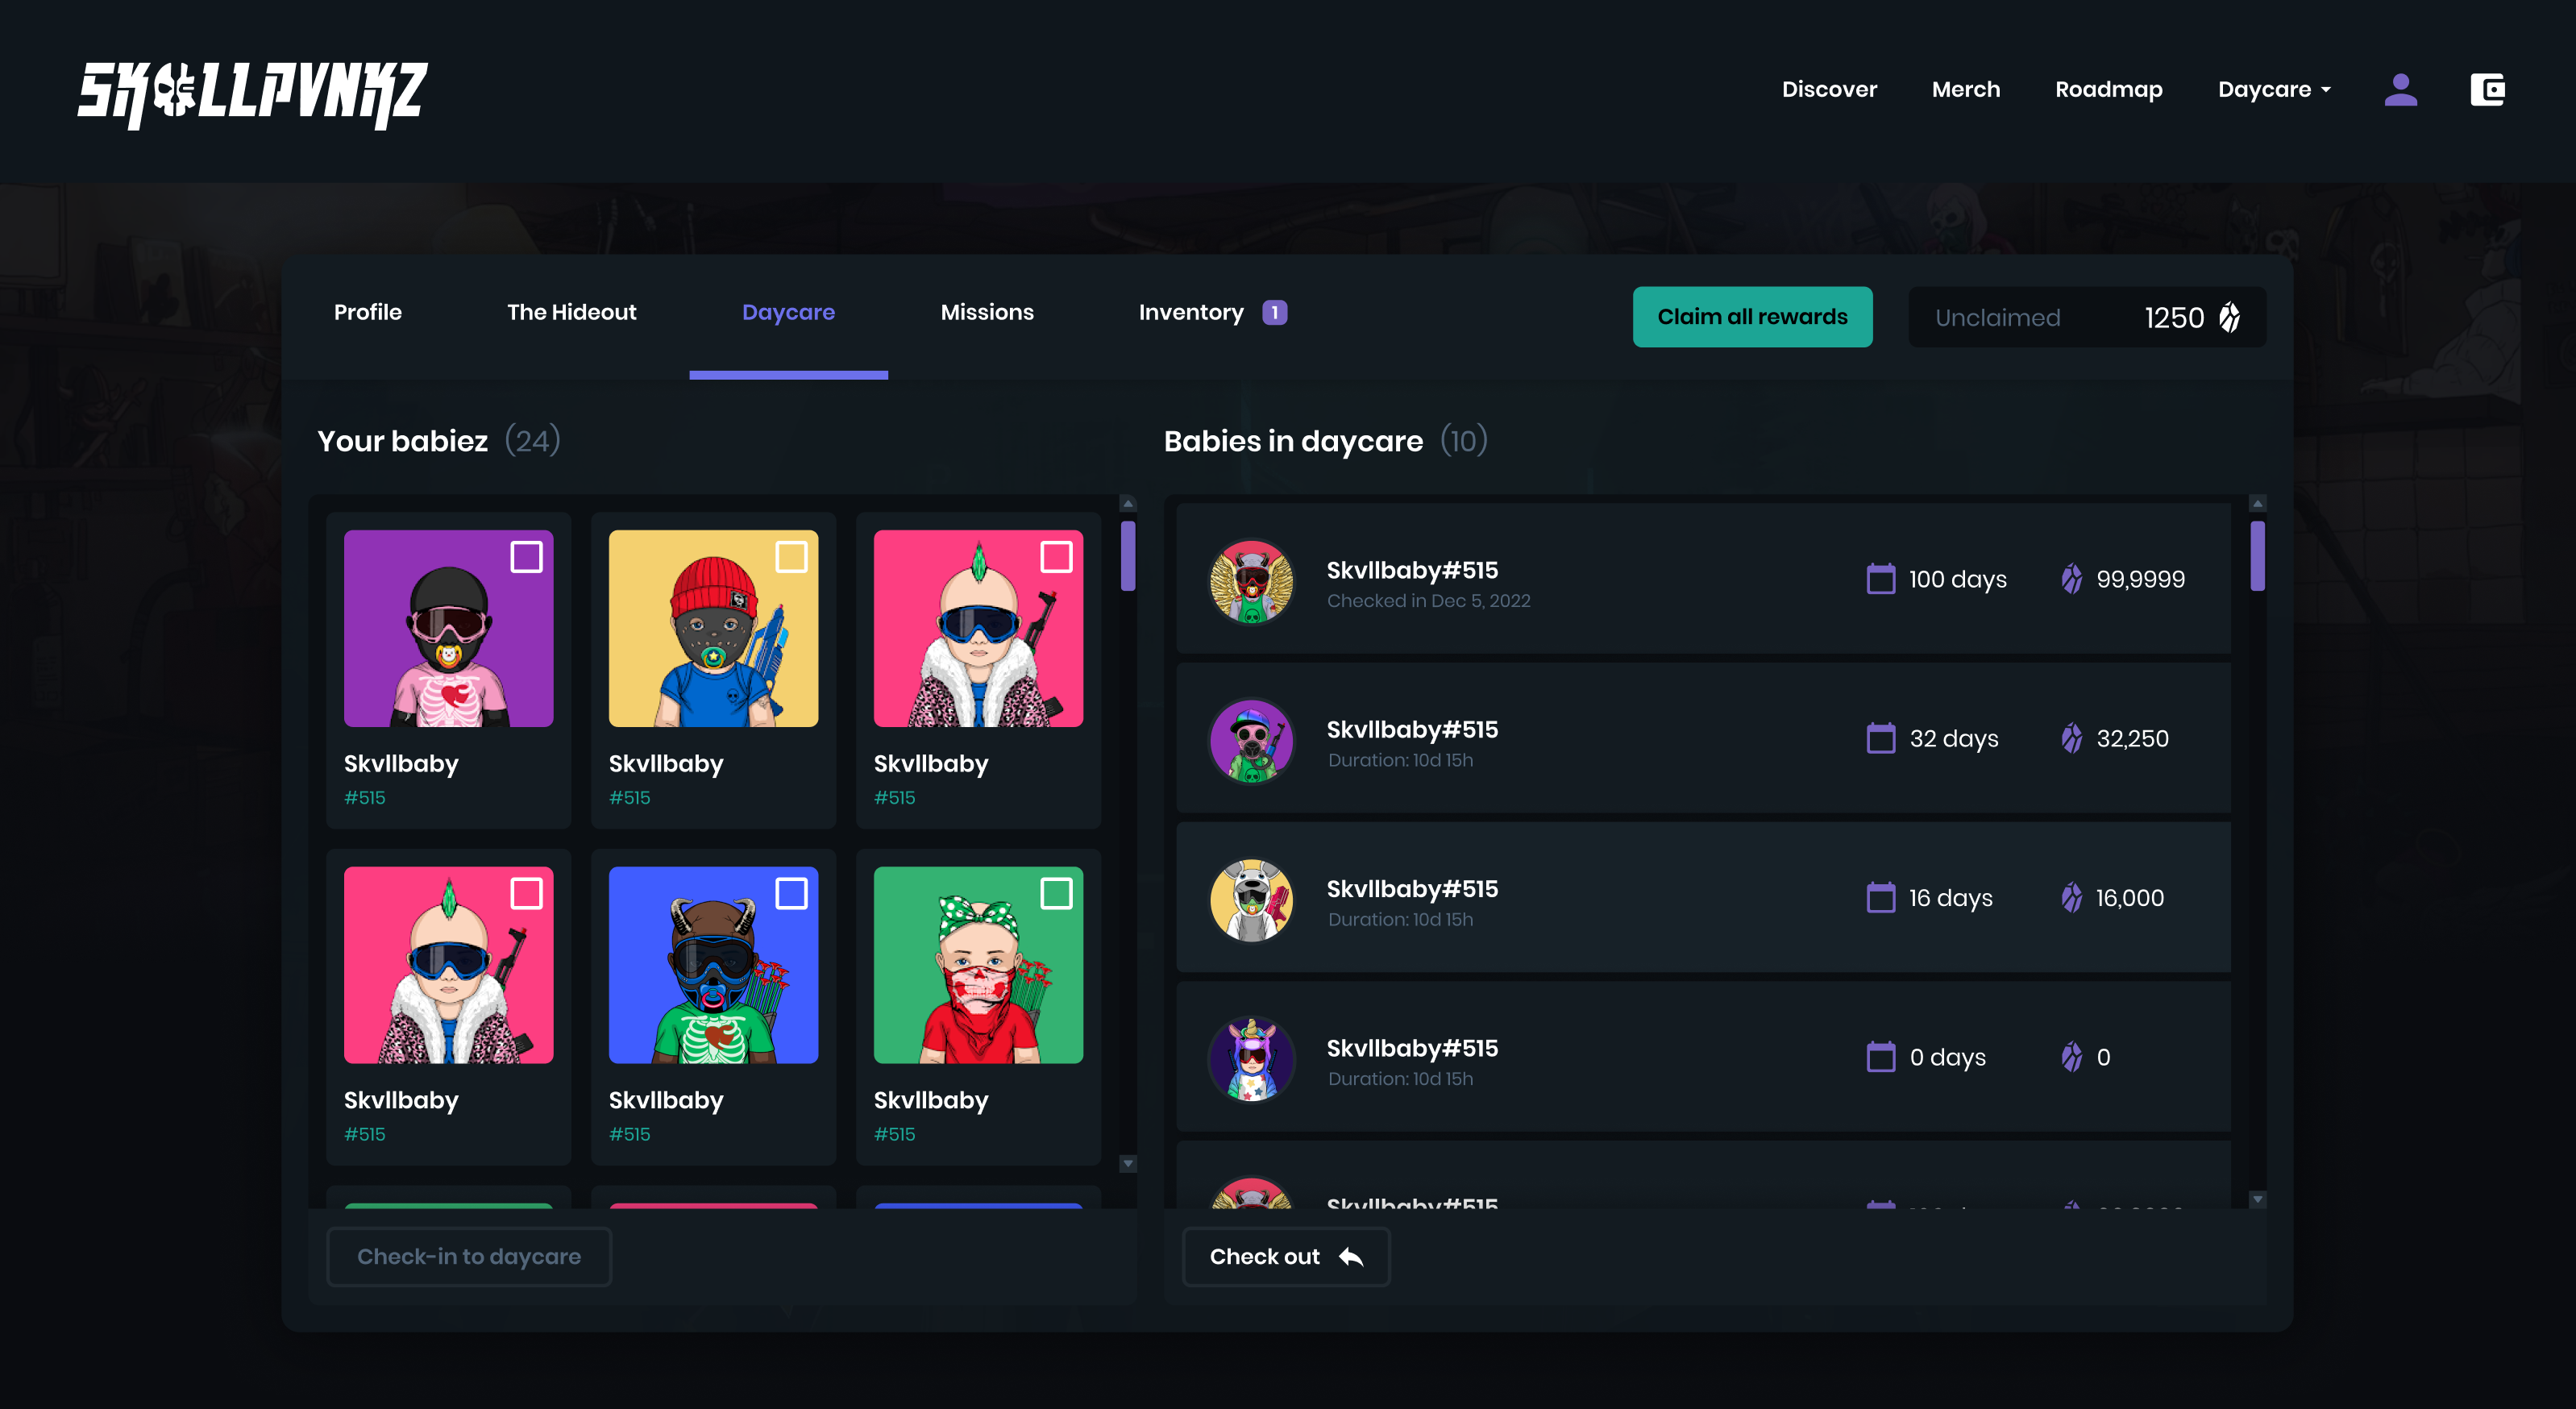 SKVLLPVNKZ
Discover Merch Roadmap Daycare
Profile The Hideout Daycare Missions Inventory 1 Claim all rewards Unclaimed 1250
Your babiez (24)
Babies in daycare (10)
Skvllbaby
#515
Skvllbaby
#515
Skvllbaby
#515
Skvllbaby
#515
Skvllbaby
#515
Skvllbaby
#515
Check-in to daycare
Skvllbaby#515
Checked in Dec 5, 2022
100 days 99,9999
Skvllbaby#515
Duration: 10d 15h
32 days 32,250
Skvllbaby#515
Duration: 10d 15h
16 days 16,000
Skvllbaby#515
Duration: 10d 15h
0 days 0
Skvllbaby#515
Check out